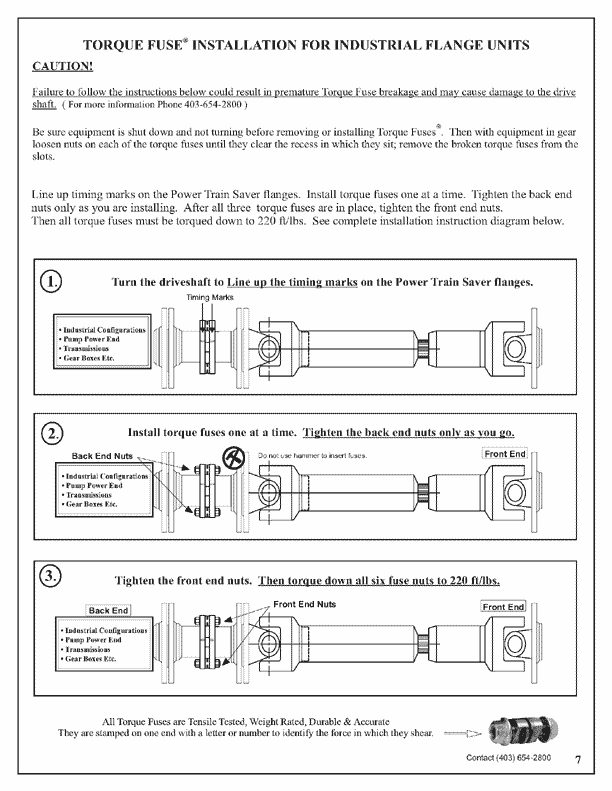 TORQUE FUSE® INSTALLATION FOR INDUSTRIAL FLANGE UNITS
CAUTION!
Failure to follow the instructions below could result in premature Torque Fuse breakage and may cause damage to the drive
shaft. ( For more information Phone 403-654-2800 )
Be sure equipment is shut down and not turning before removing or installing Torque Fuses®. Then with equipment in gear
loosen nuts on each of the torque fuses until they clear the recess in which they sit; remove the broken torque fuses from the
slots.
Line up timing marks on the Power Train Saver flanges. Install torque fuses one at a time. Tighten the back end
nuts only as you are installing. After all three torque fuses are in place, tighten the front end nuts.
Then all torque fuses must be torqued down to 220 ft/lbs. See complete installation instruction diagram below.
1.
Turn the driveshaft to Line up the timing marks on the Power Train Saver flanges.
Timing Marks
• Industrial Configurations
• Pump Power End
• Transmissions
• Gear Boxes Etc.
2.
Install torque fuses one at a time. Tighten the back end nuts only as you go.
Back End Nuts
Do not use hammer to insert fuses.
Front End
• Industrial Configurations
• Pump Power End
• Transmissions
• Gear Boxes Etc.
3.
Tighten the front end nuts. Then torque down all six fuse nuts to 220 ft/lbs.
Back End
Front End Nuts
Front End
• Industrial Configurations
• Pump Power End
• Transmissions
• Gear Boxes Etc.
All Torque Fuses are Tensile Tested, Weight Rated, Durable & Accurate
They are stamped on one end with a letter or number to identify the force in which they shear.
Contact (403) 654-2800
7